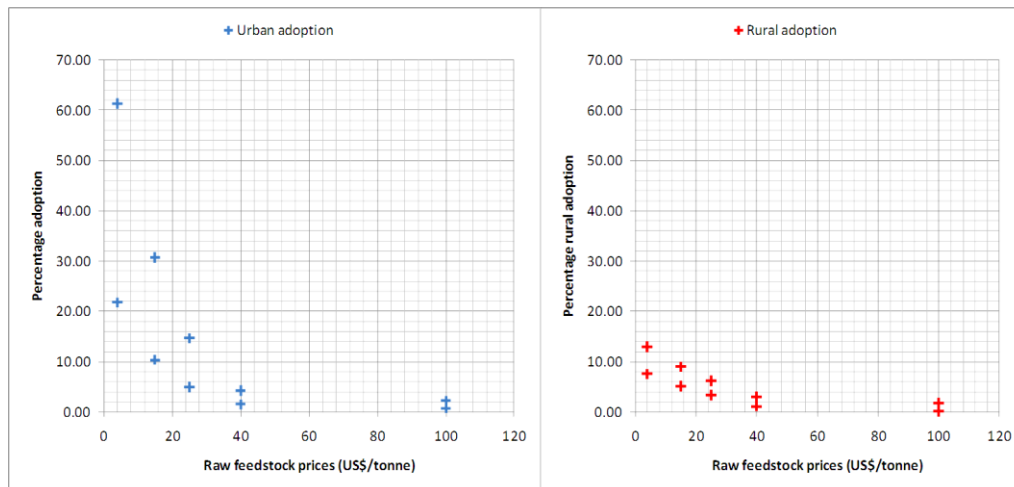 Urban adoption
70.00
60.00
50.00
40.00
30.00
20.00
10.00
0.00
Percentage adoption
0 20 40 60 80 100 120
Raw feedstock prices (US$/tonne)
Rural adoption
70.00
60.00
50.00
40.00
30.00
20.00
10.00
0.00
Percentage rural adoption
0 20 40 60 80 100 120
Raw feedstock prices (US$/tonne)